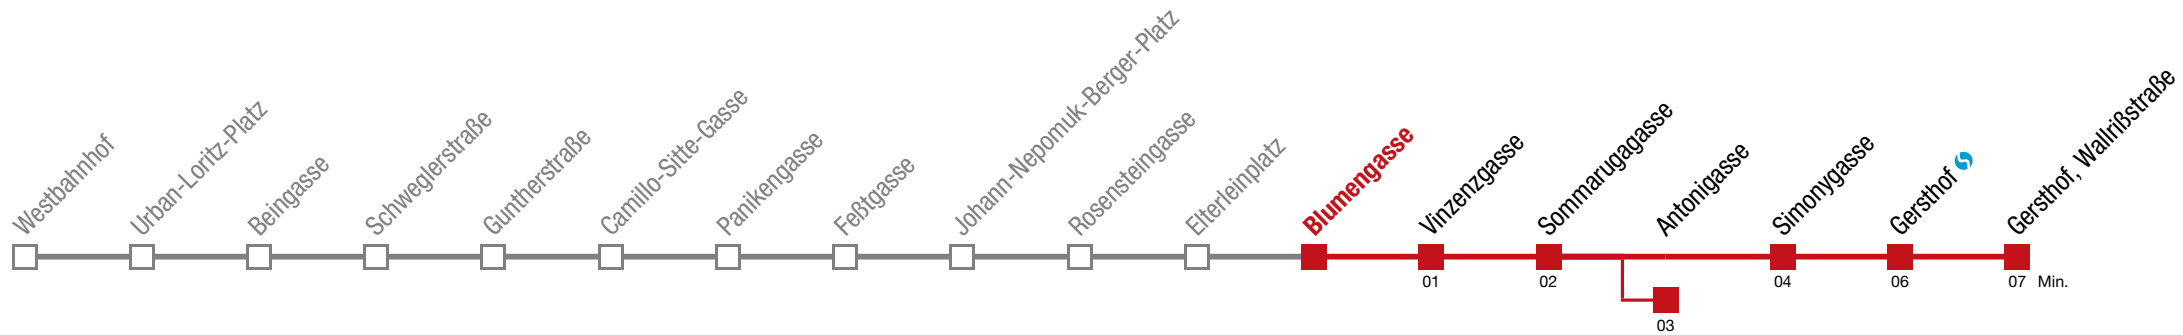 Westbahnhof
Urban-Loritz-Platz
Beingasse
Schweglerstraße
Guntherstraße
Camillo-Sitte-Gasse
Panikengasse
Feßtgasse
Johann-Nepomuk-Berger-Platz
Rosensteingasse
Elterleinplatz
Blumengasse
Vinzenzgasse
Sommarugagasse
Antonigasse
Simonygasse
Gersthof
Gersthof, Wallrißstraße
01
02
04
06
07 Min.
03